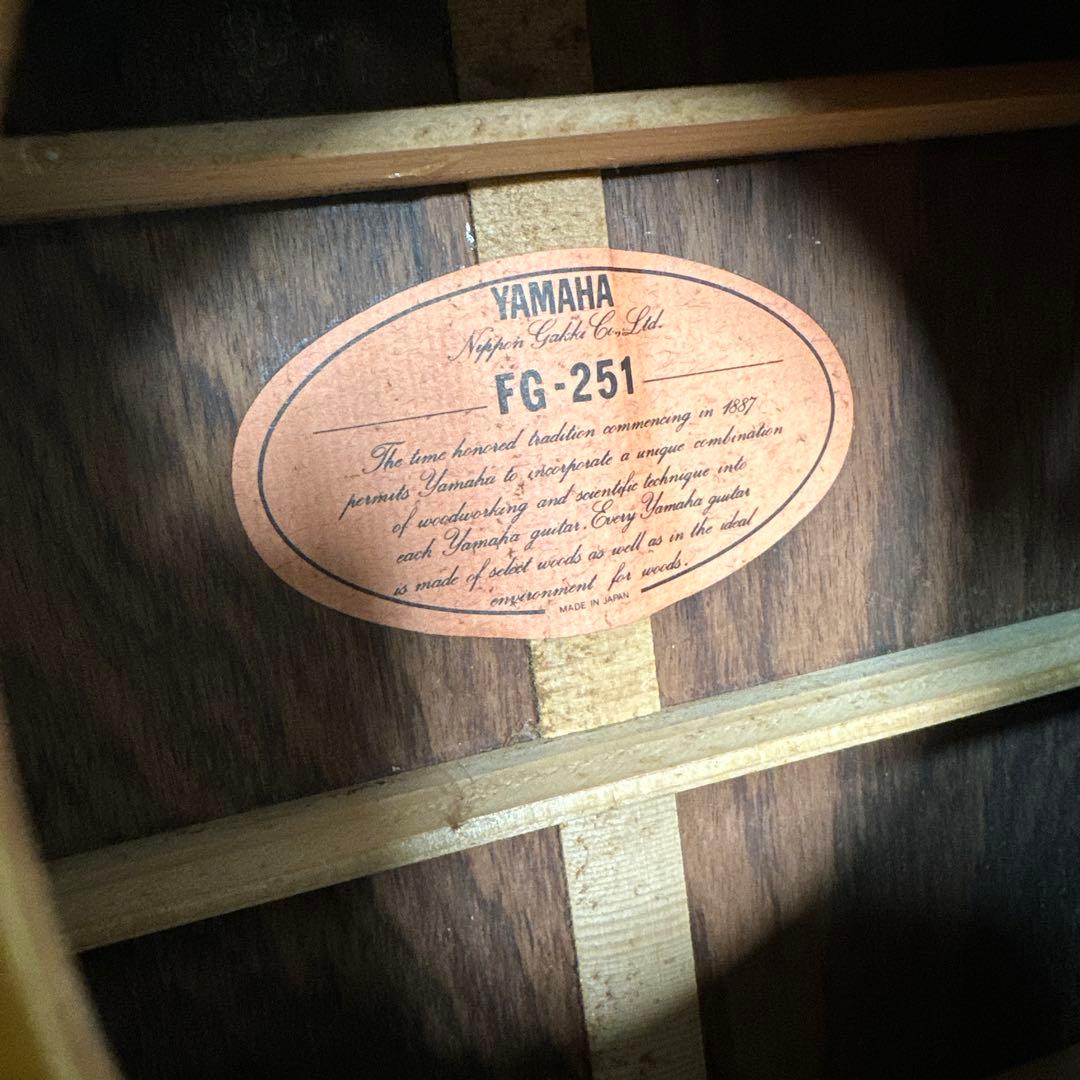 YAMAHA
Nippon Gakki Co., Ltd.
FG-251
The time honored tradition commencing in 1887
permits Yamaha to incorporate a unique combination
of woodworking and scientific technique into
each Yamaha guitar. Every Yamaha guitar
is made of select woods as well as in the ideal
environment for woods.
MADE IN JAPAN